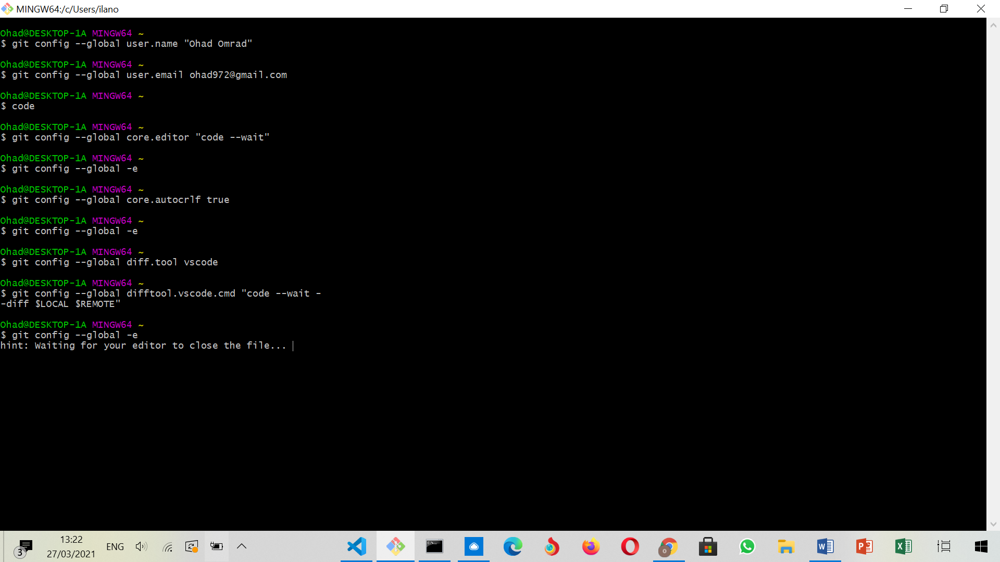 MINGW64:/c/Users/ilano
Ohad@DESKTOP-1A MINGW64 ~
$ git config --global user.name "Ohad Omrad"
Ohad@DESKTOP-1A MINGW64 ~
$ git config --global user.email ohad972@gmail.com
Ohad@DESKTOP-1A MINGW64 ~
$ code
Ohad@DESKTOP-1A MINGW64 ~
$ git config --global core.editor "code --wait"
Ohad@DESKTOP-1A MINGW64 ~
$ git config --global -e
Ohad@DESKTOP-1A MINGW64 ~
$ git config --global core.autocrlf true
Ohad@DESKTOP-1A MINGW64 ~
$ git config --global -e
Ohad@DESKTOP-1A MINGW64 ~
$ git config --global diff.tool vscode
Ohad@DESKTOP-1A MINGW64 ~
$ git config --global difftool.vscode.cmd "code --wait -
-diff $LOCAL $REMOTE"
Ohad@DESKTOP-1A MINGW64 ~
$ git config --global -e
hint: Waiting for your editor to close the file...
3
13:22
27/03/2021
ENG